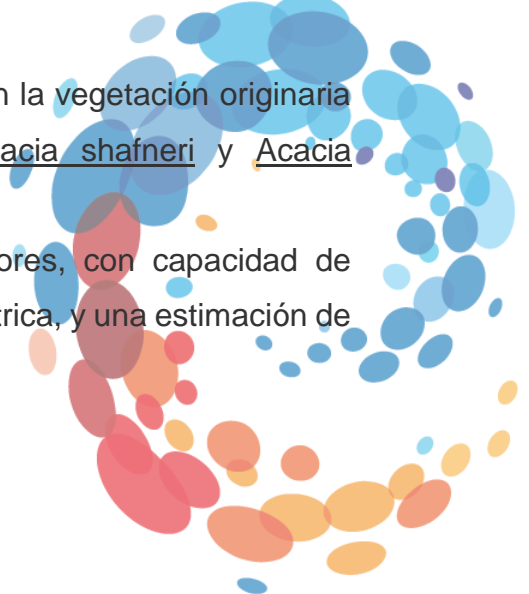 n la vegetación originaria
acia shafneri y Acacia
ores, con capacidad de
trica, y una estimación de